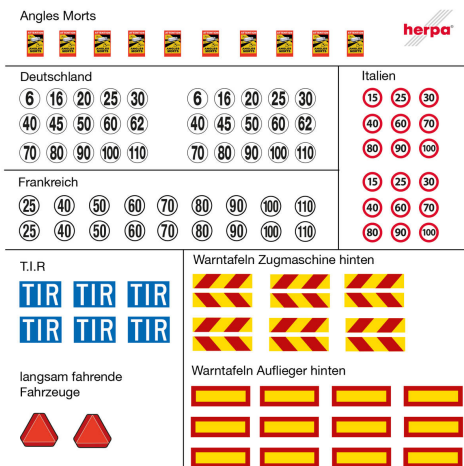 Angles Morts
herpa
Deutschland
6 16 20 25 30 6 16 20 25 30
40 45 50 60 62 40 45 50 60 62
70 80 90 100 110 70 80 90 100 110
Italien
15 25 30
40 60 70
80 90 100
15 25 30
40 60 70
80 90 100
Frankreich
25 40 50 60 70 80 90 100 110
25 40 50 60 70 80 90 100 110
T.I.R
TIR TIR TIR
TIR TIR TIR
Warntafeln Zugmaschine hinten
langsam fahrende
Fahrzeuge
Warntafeln Auflieger hinten